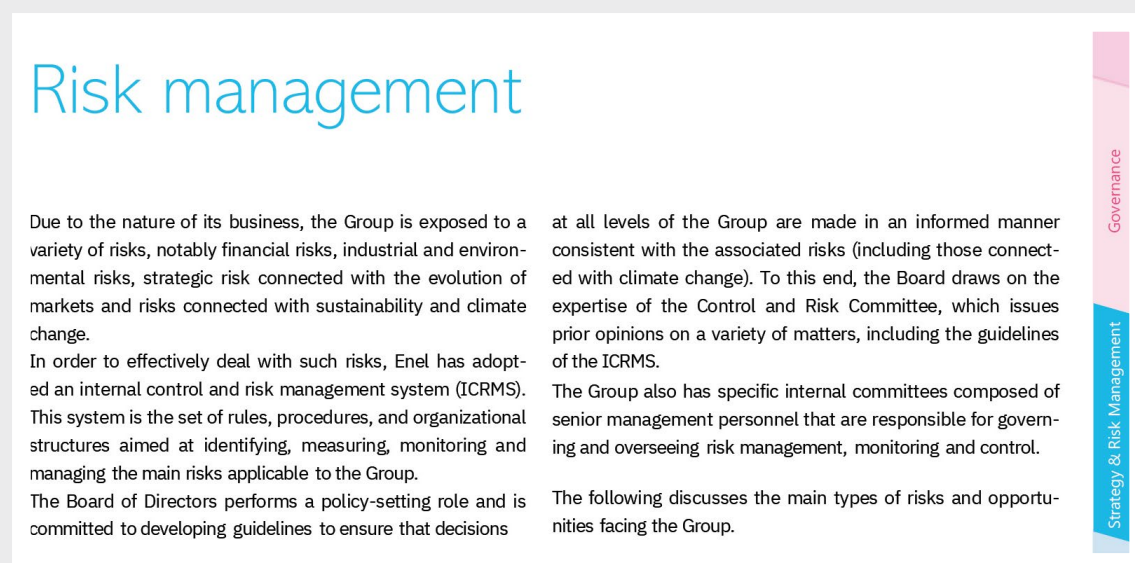 Risk management
Due to the nature of its business, the Group is exposed to a
variety of risks, notably financial risks, industrial and environ-
mental risks, strategic risk connected with the evolution of
markets and risks connected with sustainability and climate
change.
In order to effectively deal with such risks, Enel has adopt-
ed an internal control and risk management system (ICRMS).
This system is the set of rules, procedures, and organizational
structures aimed at identifying, measuring, nonitoring and
managing the main risks applicable to the Group.
The Board of Directors performs a policy-setting role and is
committed to developing guidelines to ensure that decisions
at all levels of the Group are made in an informed manner
consistent with the associated risks (including those connect-
ed with climate change). To this end, the Board draws on the
expertise of the Control and Risk Committee, which issues
prior opinions on a variety of matters, including the guidelines
of the ICRMS.
The Group also has specific internal committees composed of
senior management personnel that are responsible for govern-
ing and overseeing risk management, monitoring and control.
The following discusses the main types of risks and opportu-
nities facing the Group.
Governance
Strategy & Risk Management